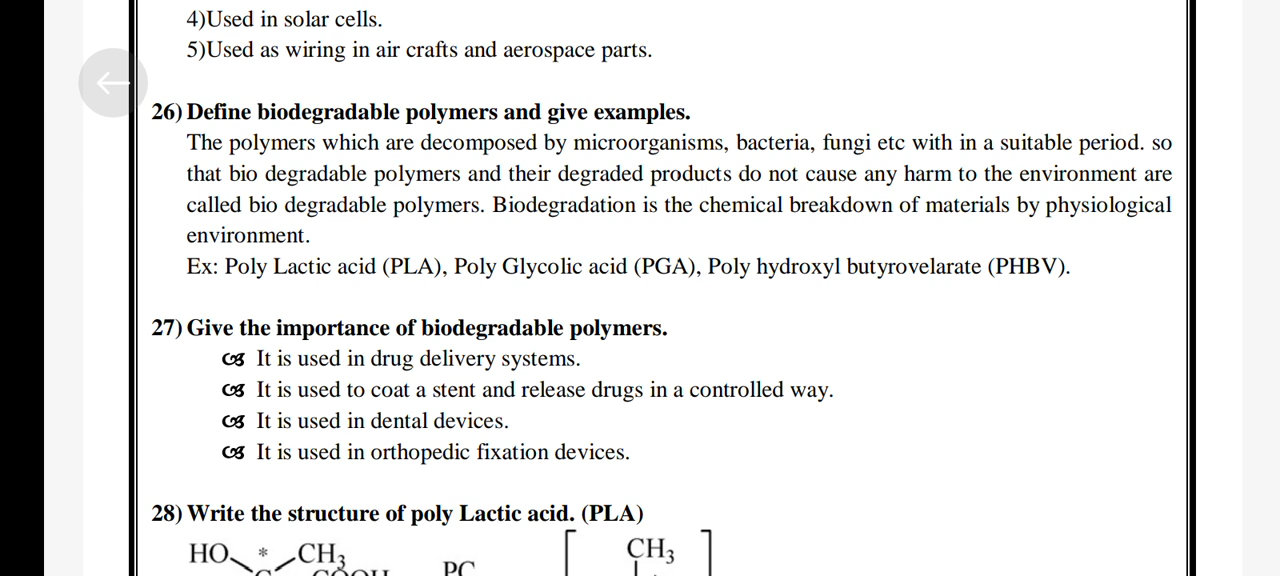 4)Used in solar cells.
5)Used as wiring in air crafts and aerospace parts.
26) Define biodegradable polymers and give examples.
The polymers which are decomposed by microorganisms, bacteria, fungi etc with in a suitable period. so
that bio degradable polymers and their degraded products do not cause any harm to the environment are
called bio degradable polymers. Biodegradation is the chemical breakdown of materials by physiological
environment.
Ex: Poly Lactic acid (PLA), Poly Glycolic acid (PGA), Poly hydroxyl butyrovelarate (PHBV).
27) Give the importance of biodegradable polymers.
It is used in drug delivery systems.
It is used to coat a stent and release drugs in a controlled way.
It is used in dental devices.
It is used in orthopedic fixation devices.
28) Write the structure of poly Lactic acid. (PLA)
HO * CH3 CH3